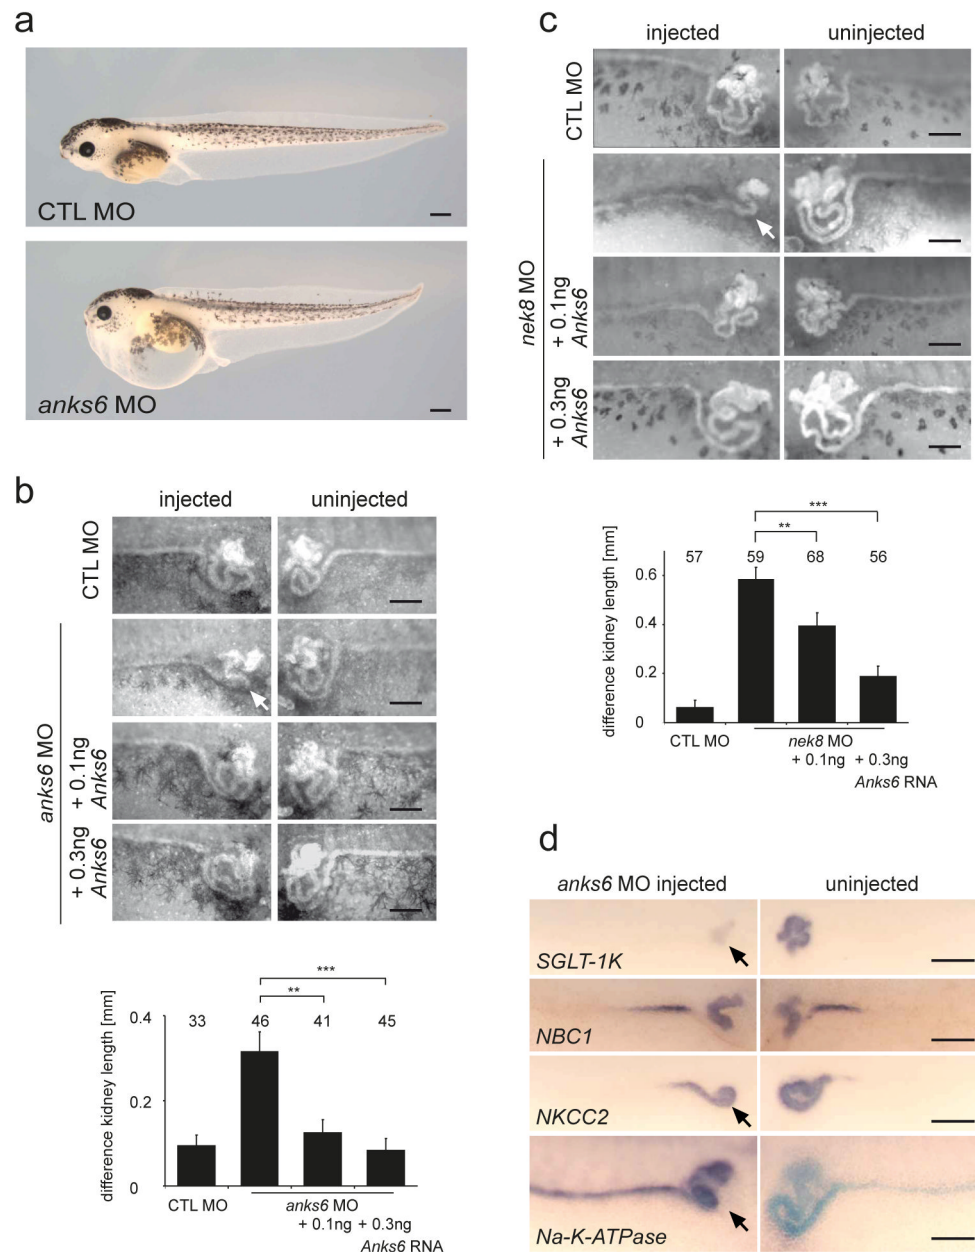 a
CTL MO
anks6 MO
b
injected
uninjected
CTL MO
anks6 MO
+ 0.1ng
Anks6
+ 0.3ng
Anks6
difference kidney length [mm]
0.4
0.2
0
33
46
41
45
**
***
CTL MO
anks6 MO
+ 0.1ng + 0.3ng
Anks6 RNA
c
injected
uninjected
CTL MO
nek8 MO
+ 0.1ng
Anks6
+ 0.3ng
Anks6
difference kidney length [mm]
0.6
0.4
0.2
0
57
59
68
56
**
***
CTL MO
nek8 MO
+ 0.1ng + 0.3ng
Anks6 RNA
d
anks6 MO injected
uninjected
SGLT-1K
NBC1
NKCC2
Na-K-ATPase